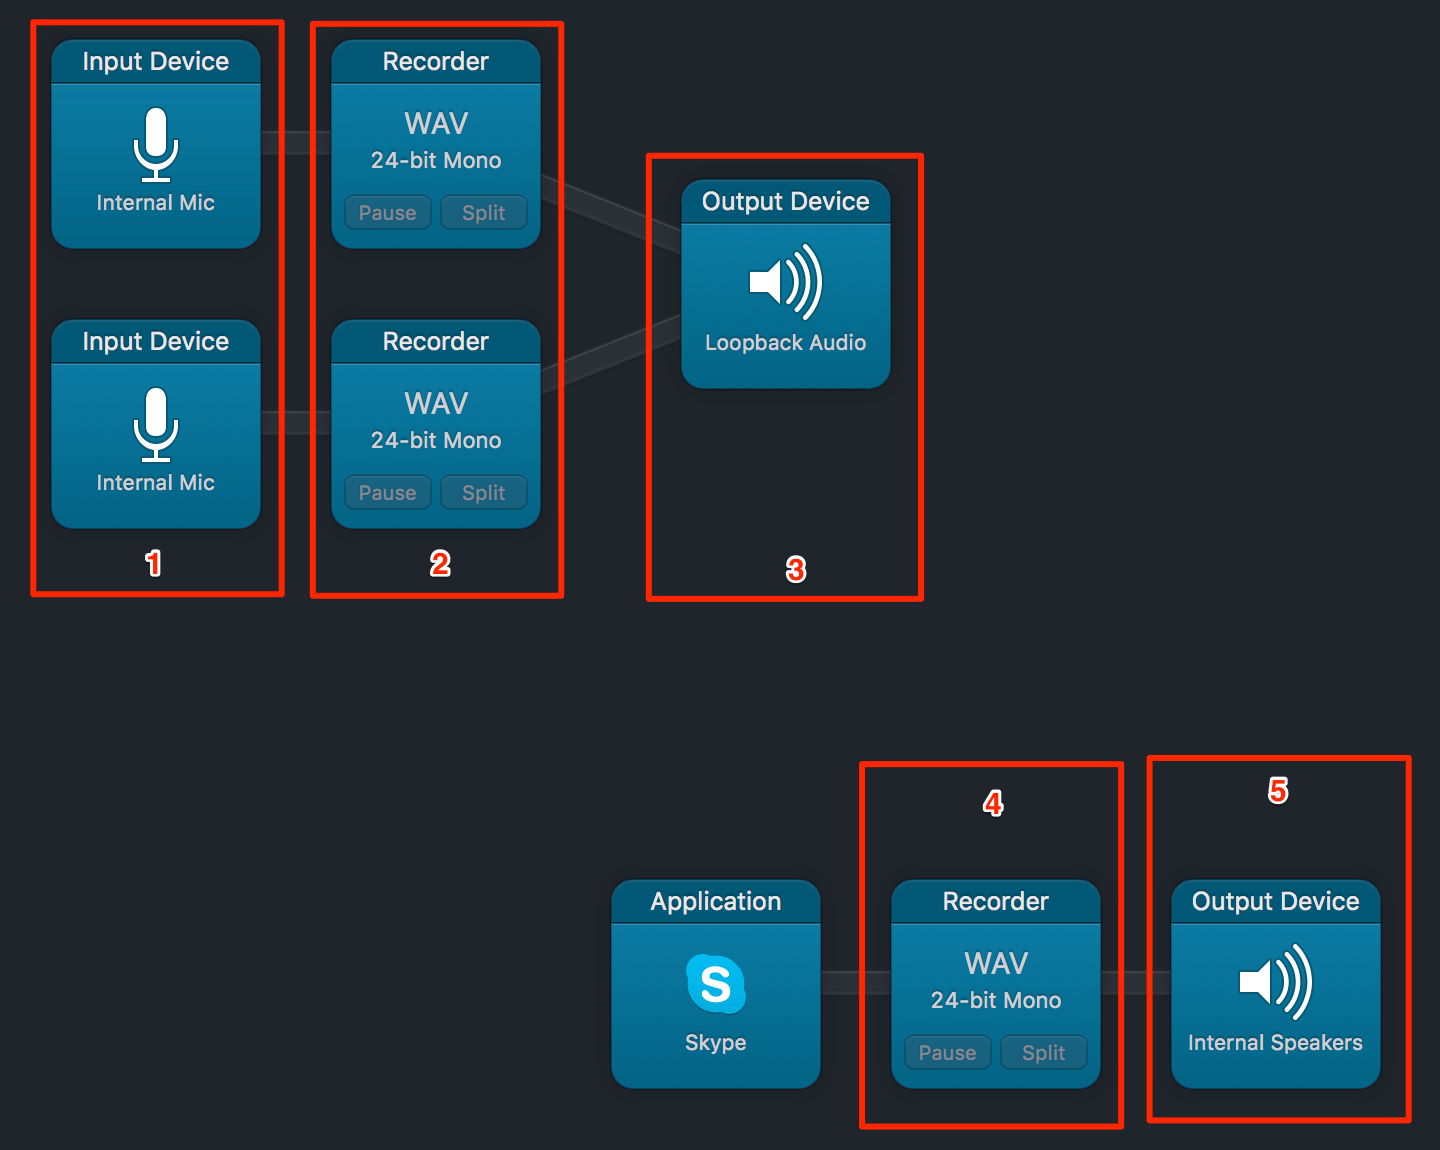 Input Device
Internal Mic
Recorder
WAV
24-bit Mono
Pause Split
Output Device
Loopback Audio
Input Device
Internal Mic
Recorder
WAV
24-bit Mono
Pause Split
1
2
3
4
5
Application
S
Skype
Recorder
WAV
24-bit Mono
Pause Split
Output Device
Internal Speakers